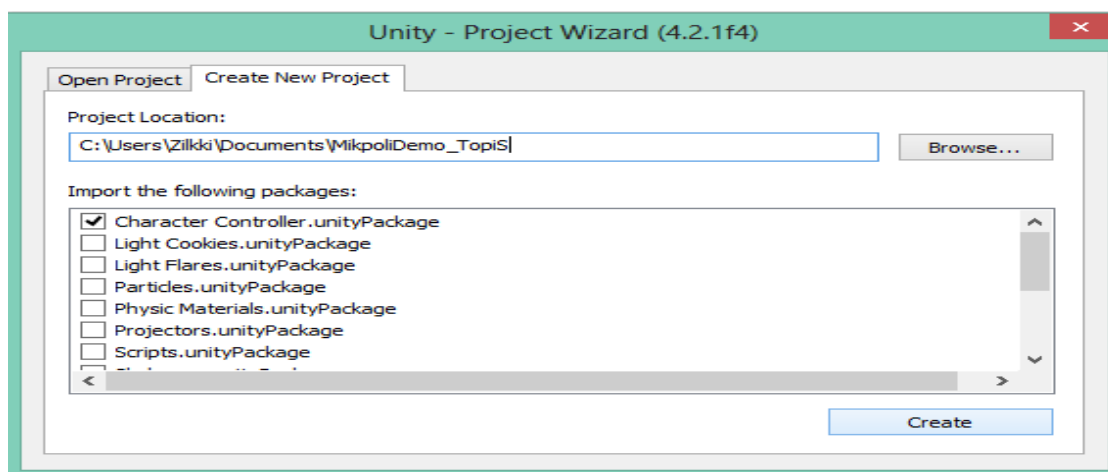 Unity - Project Wizard (4.2.1f4)
Open Project
Create New Project
Project Location:
C:\Users\Zilkki\Documents\MikpoliDemo_TopiS
Browse...
Import the following packages:
Character Controller.unityPackage
Light Cookies.unityPackage
Light Flares.unityPackage
Particles.unityPackage
Physic Materials.unityPackage
Projectors.unityPackage
Scripts.unityPackage
Create